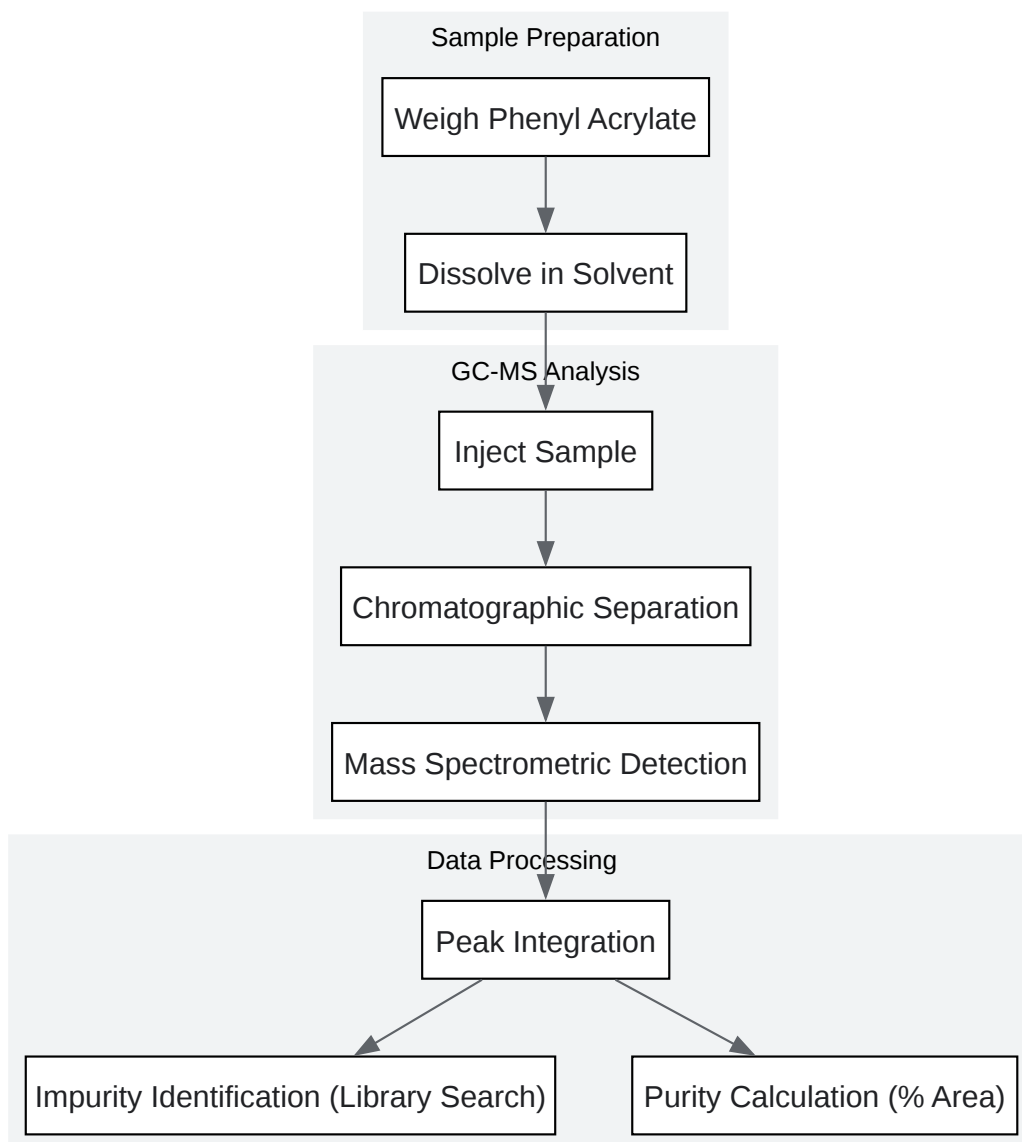 Sample Preparation
Weigh Phenyl Acrylate
Dissolve in Solvent
GC-MS Analysis
Inject Sample
Chromatographic Separation
Mass Spectrometric Detection
Data Processing
Peak Integration
Impurity Identification (Library Search)
Purity Calculation (% Area)